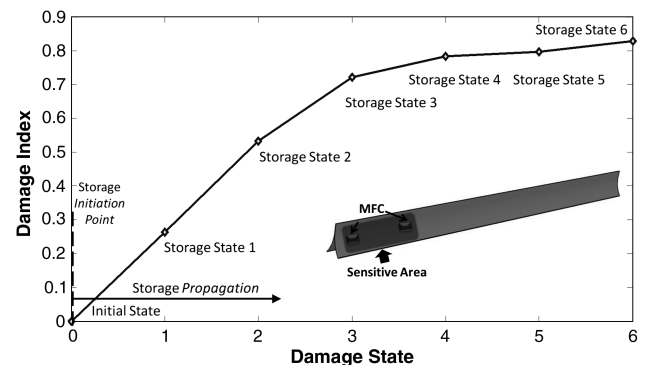 0.9
0.8
0.7
0.6
0.5
0.4
0.3
0.2
0.1
0
Damage Index
Storage State 6
Storage State 4
Storage State 5
Storage State 3
Storage State 2
Storage
Initiation
Point
Storage State 1
MFC
Sensitive Area
Storage Propagation
Initial State
0 1 2 3 4 5 6
Damage State